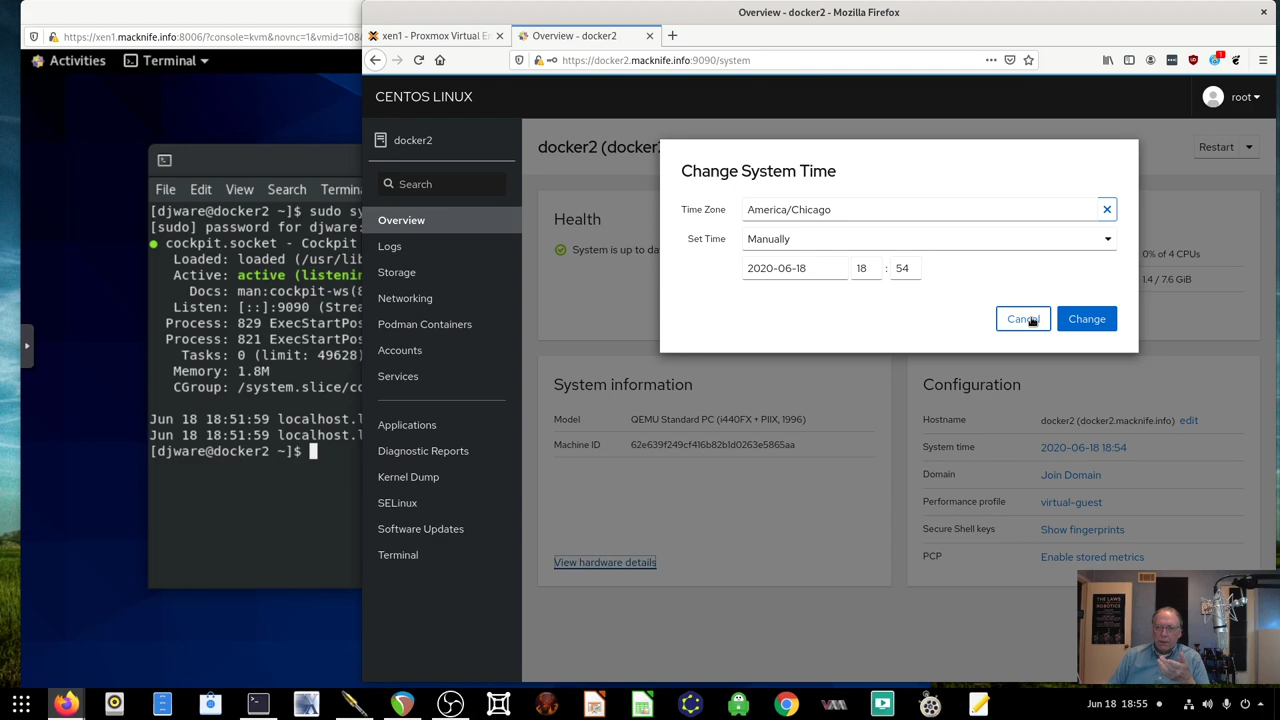 Overview - docker2 - Mozilla Firefox
https://xen1.macknife.info:8006/?console=kvm&novnc=1&vmid=108
xen1 - Proxmox Virtual E
Overview - docker2
https://docker2.macknife.info:9090/system
Activities
Terminal
CENTOS LINUX
root
docker2
Search
Overview
Logs
Storage
Networking
Podman Containers
Accounts
Services
Applications
Diagnostic Reports
Kernel Dump
SELinux
Software Updates
Terminal
File Edit View Search Termin
[djware@docker2 ~]$ sudo sy
[sudo] password for djware:
● cockpit.socket - Cockpit
Loaded: loaded (/usr/lib
Active: active (listenin
Docs: man:cockpit-ws(8
Listen: [::]:9090 (Strea
Process: 829 ExecStartPos
Process: 821 ExecStartPos
Tasks: 0 (limit: 49628)
Memory: 1.8M
CGroup: /system.slice/co
Jun 18 18:51:59 localhost.l
Jun 18 18:51:59 localhost.l
[djware@docker2 ~]$
docker2 (docker
Restart
Health
System is up to da
0% of 4 CPUs
1.4 / 7.6 GiB
Change System Time
Time Zone America/Chicago
Set Time Manually
2020-06-18 18 : 54
Cancel Change
System information
Model QEMU Standard PC (i440FX + PIIX, 1996)
Machine ID 62e639f249cf416b82b1d0263e5865aa
View hardware details
Configuration
Hostname docker2 (docker2.macknife.info) edit
System time 2020-06-18 18:54
Domain Join Domain
Performance profile virtual-guest
Secure Shell keys Show fingerprints
PCP Enable stored metrics
THE LAWS
ROBOTICS
Jun 18 18:55